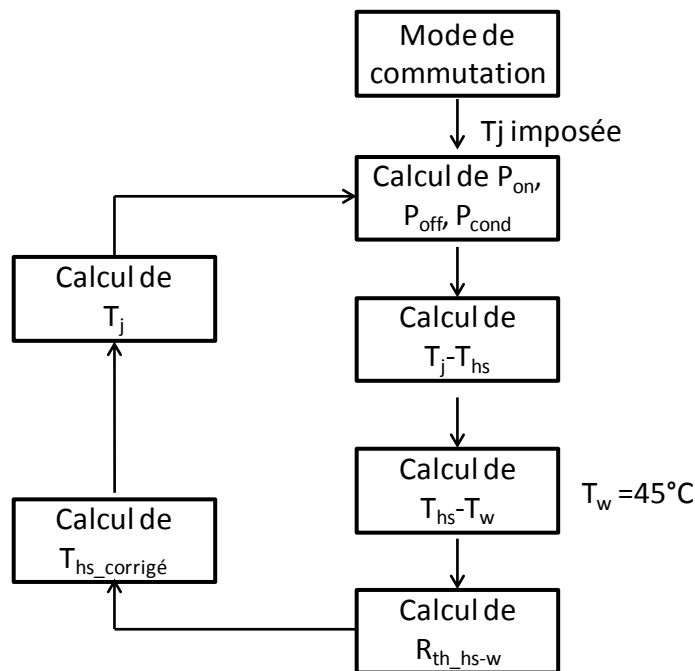 Mode de
commutation
Tj imposée
Calcul de P_on,
P_off, P_cond
Calcul de
T_j-T_hs
Calcul de
T_hs-T_w
T_w =45°C
Calcul de
R_th_hs-w
Calcul de
T_hs_corrigé
Calcul de
T_j